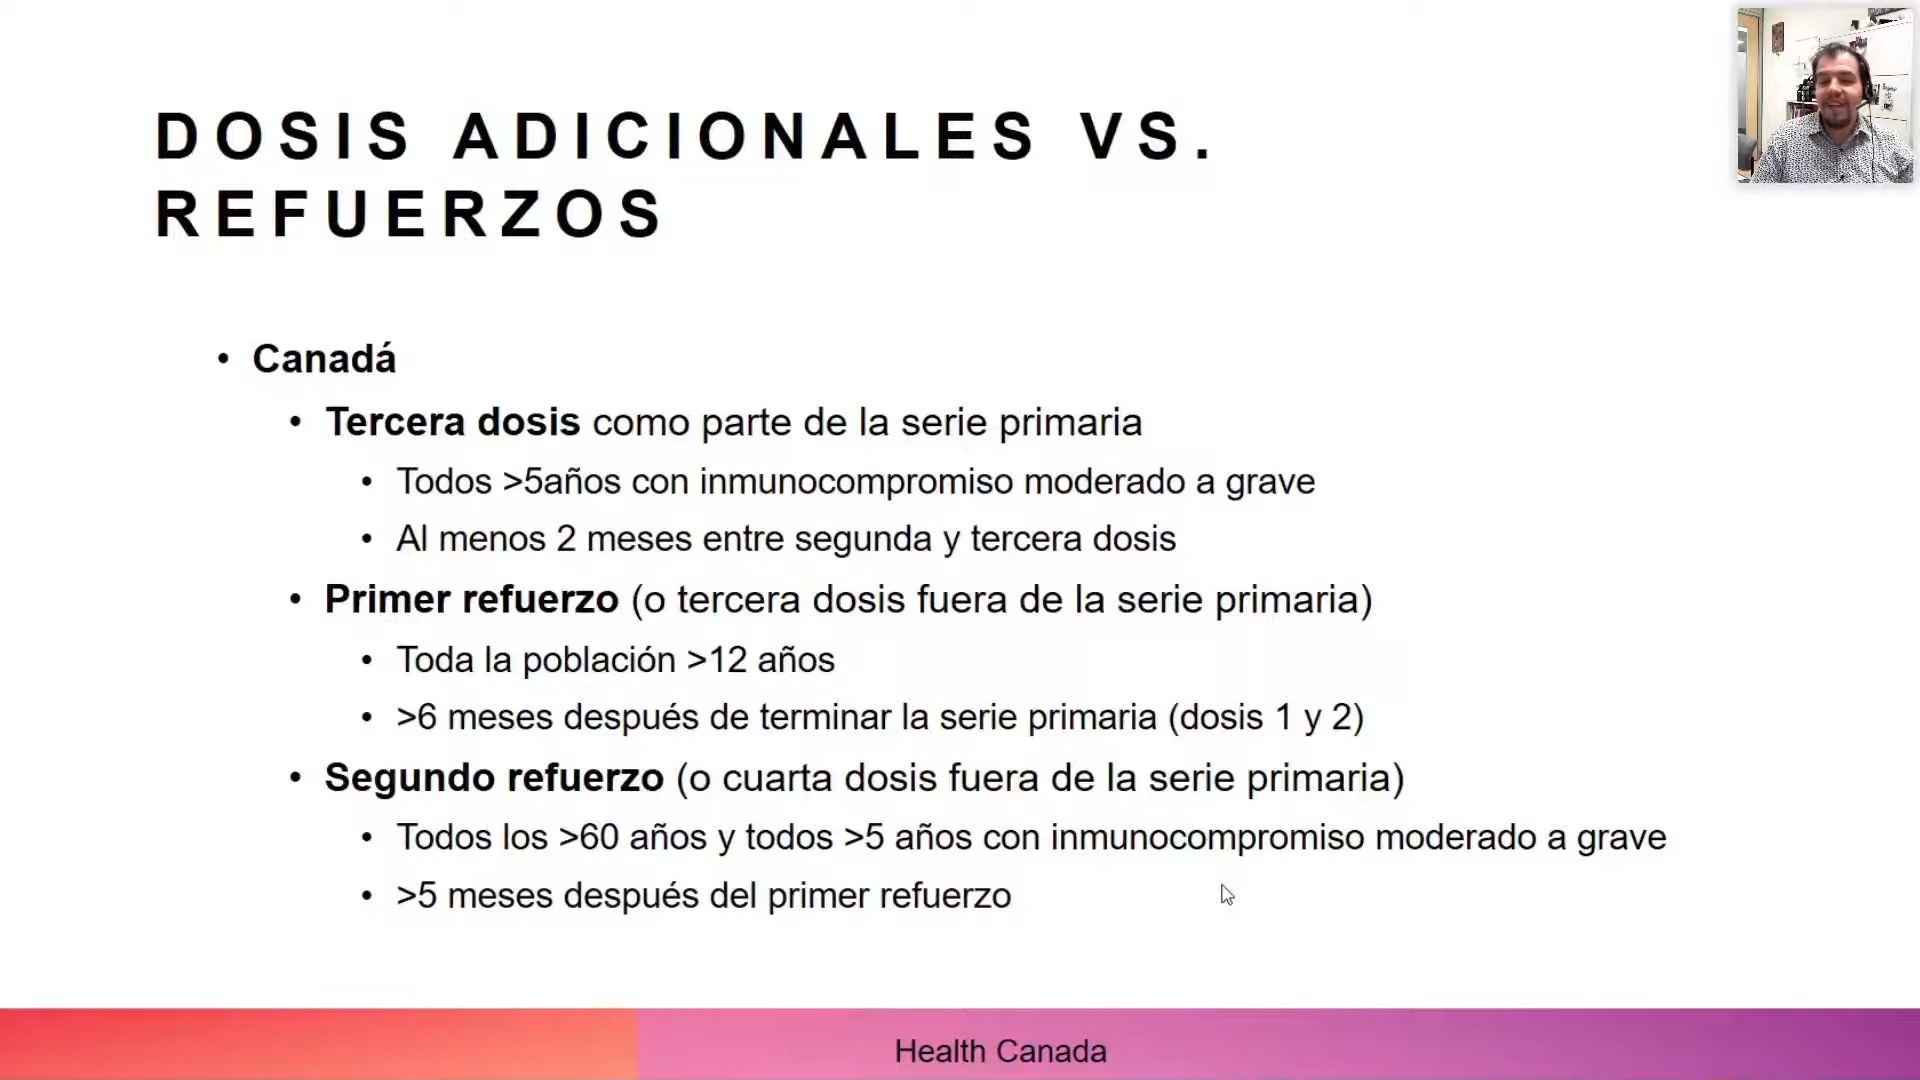 DOSIS ADICIONALES VS.
REFUERZOS
• Canadá
• Tercera dosis como parte de la serie primaria
• Todos >5años con inmunocompromiso moderado a grave
• Al menos 2 meses entre segunda y tercera dosis
• Primer refuerzo (o tercera dosis fuera de la serie primaria)
• Toda la población >12 años
• >6 meses después de terminar la serie primaria (dosis 1 y 2)
• Segundo refuerzo (o cuarta dosis fuera de la serie primaria)
• Todos los >60 años y todos >5 años con inmunocompromiso moderado a grave
• >5 meses después del primer refuerzo
Health Canada